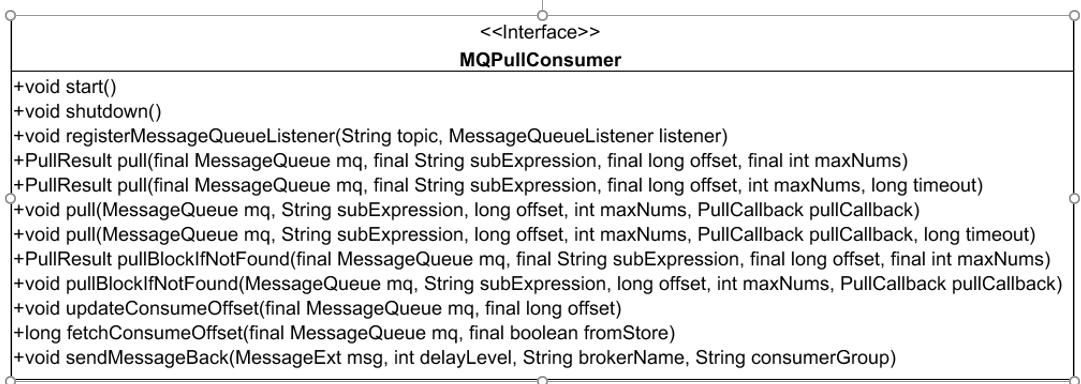 <<Interface>>
MQPullConsumer
+void start()
+void shutdown()
+void registerMessageQueueListener(String topic, MessageQueueListener listener)
+PullResult pull(final MessageQueue mq, final String subExpression, final long offset, final int maxNums)
+PullResult pull(final MessageQueue mq, final String subExpression, final long offset, int maxNums, long timeout)
+void pull(MessageQueue mq, String subExpression, long offset, int maxNums, PullCallback pullCallback)
+void pull(MessageQueue mq, String subExpression, long offset, int maxNums, PullCallback pullCallback, long timeout)
+PullResult pullBlockIfNotFound(final MessageQueue mq, final String subExpression, final long offset, final int maxNums)
+void pullBlockIfNotFound(MessageQueue mq, String subExpression, long offset, int maxNums, PullCallback pullCallback)
+void updateConsumeOffset(final MessageQueue mq, final long offset)
+long fetchConsumeOffset(final MessageQueue mq, final boolean fromStore)
+void sendMessageBack(MessageExt msg, int delayLevel, String brokerName, String consumerGroup)